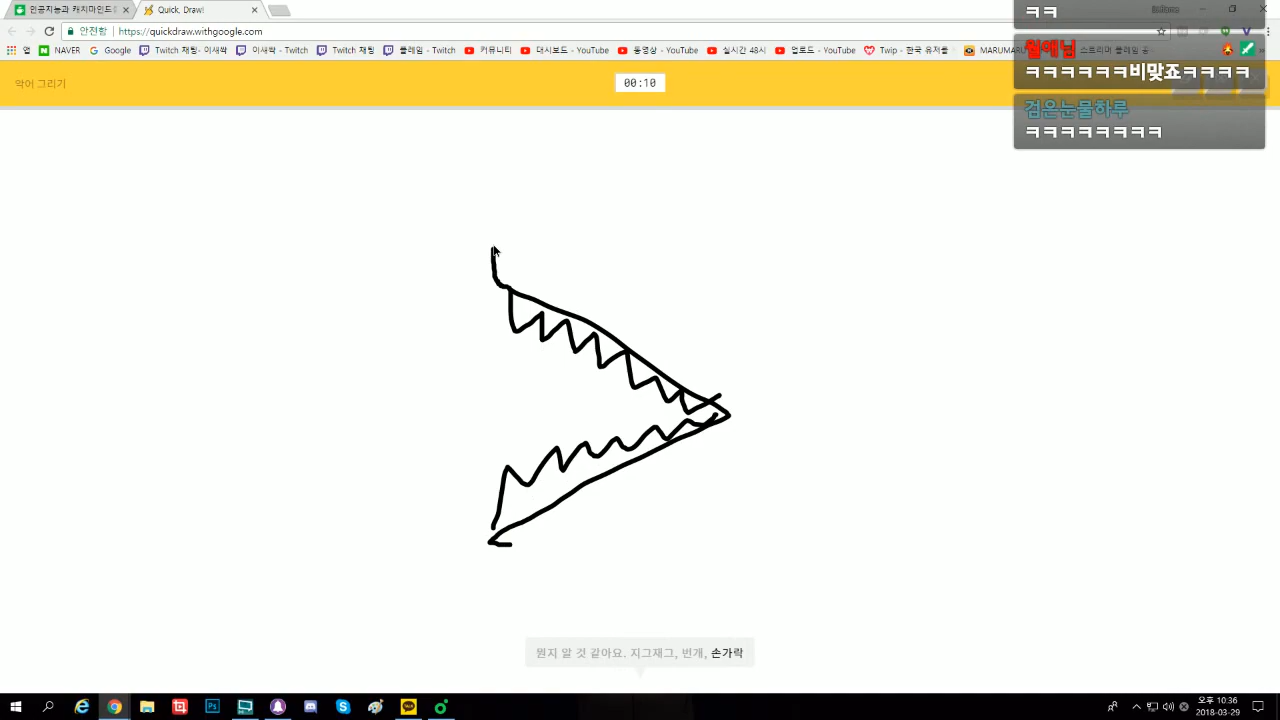 인공지능과 캐치마인드
Quick, Draw!
안전함 https://quickdraw.withgoogle.com
앱 NAVER Google Twitch 채팅- 이새싹 이새싹 - Twitch Twitch 채팅 플레임 - Twitch 커뮤니티 대시보드 - YouTube 동영상 - YouTube 실시간 48시 업로드 - YouTube Twip - 한국 유저를 MARUMARU
악어 그리기
00:10
ㅋㅋ
ㅋㅋㅋㅋㅋㅋ비맞죠ㅋㅋㅋㅋ
검은눈물하루
ㅋㅋㅋㅋㅋㅋㅋㅋ
뭔지 알 것 같아요. 지그재그, 번개, 손가락
오후 10:36
2018-03-29